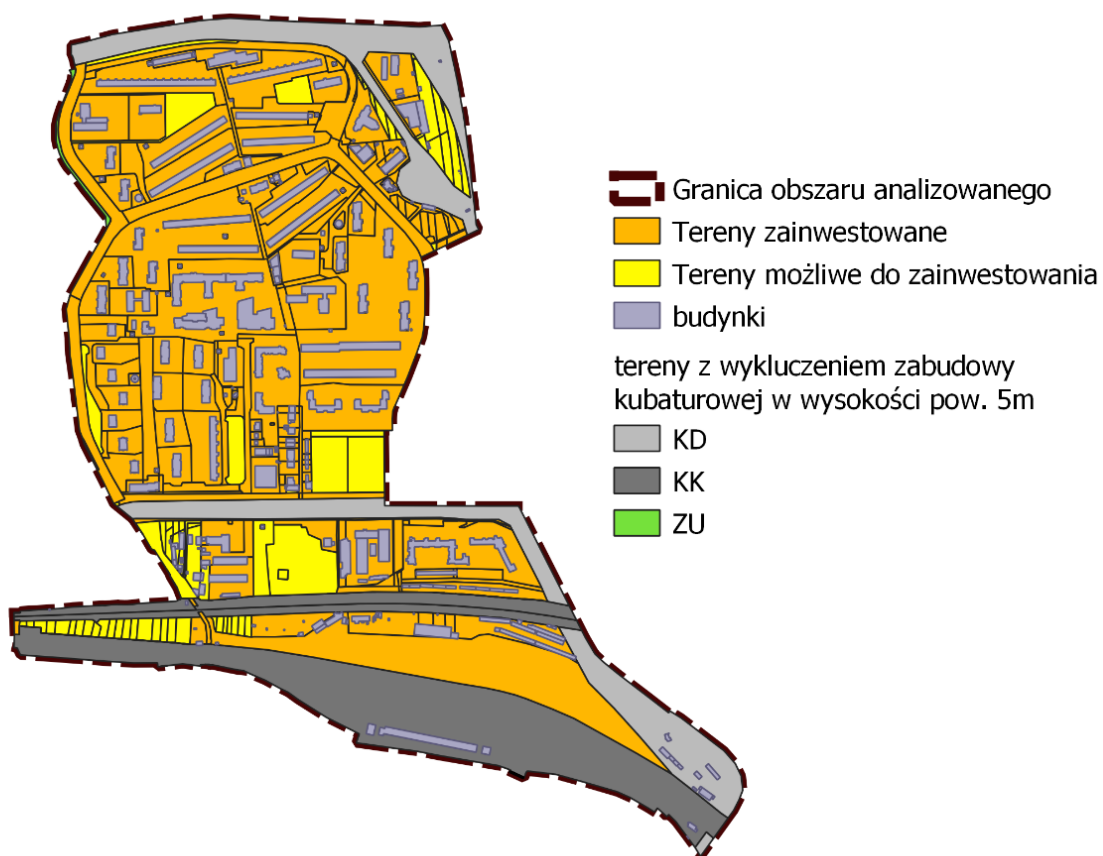 Granica obszaru analizowanego
Tereny zainwestowane
Tereny możliwe do zainwestowania
budynki
tereny z wykluczeniem zabudowy
kubaturowej w wysokości pow. 5m
KD
KK
ZU